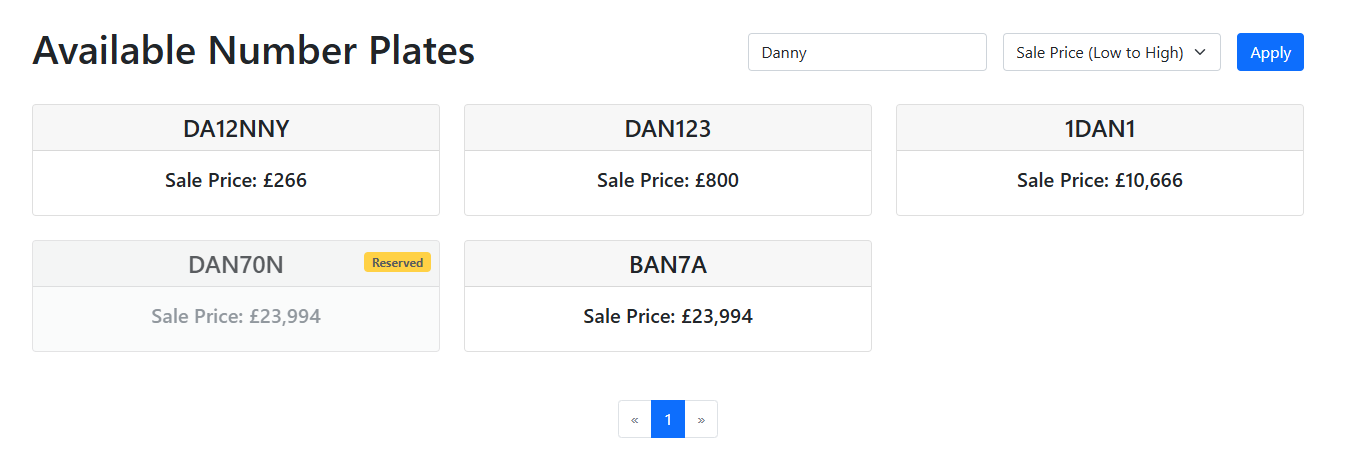 Available Number Plates
Danny
Sale Price (Low to High)
Apply
DA12NNY
Sale Price: £266
DAN123
Sale Price: £800
1DAN1
Sale Price: £10,666
DAN70N
Reserved
Sale Price: £23,994
BAN7A
Sale Price: £23,994
« 1 »